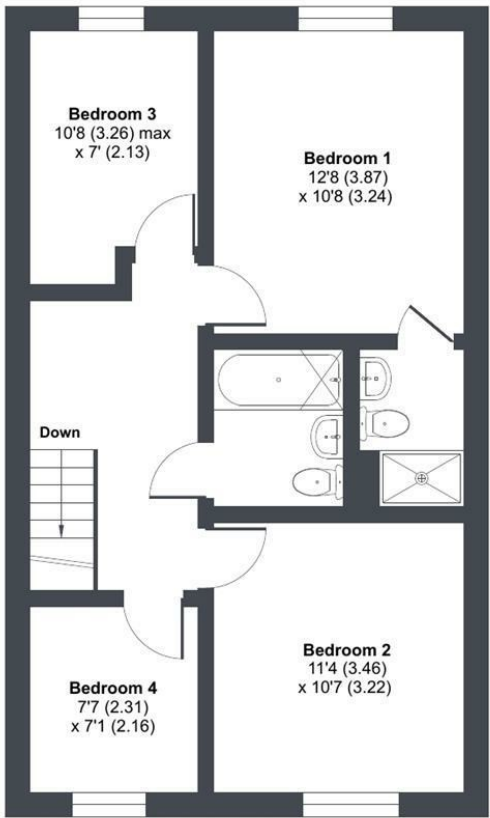 Bedroom 3
10'8 (3.26) max
x 7' (2.13)
Bedroom 1
12'8 (3.87)
x 10'8 (3.24)
Down
Bedroom 2
11'4 (3.46)
x 10'7 (3.22)
Bedroom 4
7'7 (2.31)
x 7'1 (2.16)